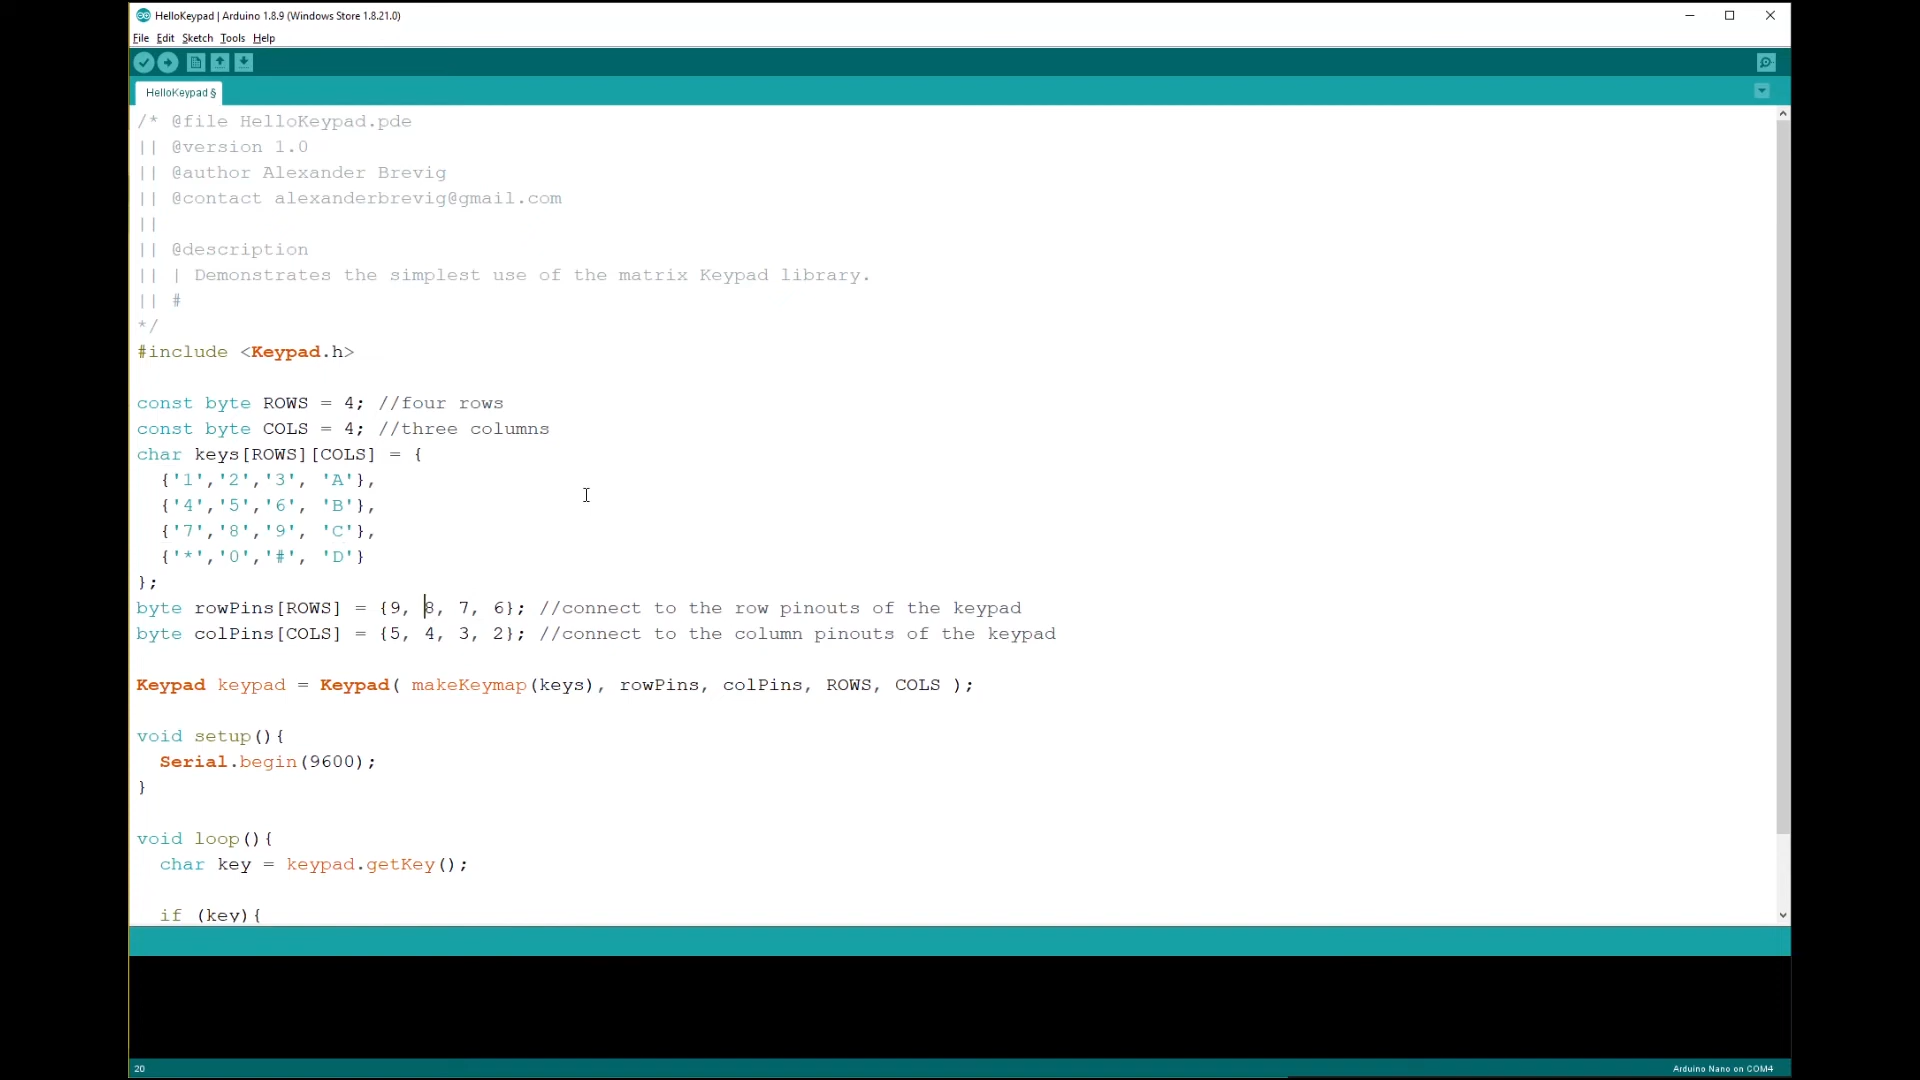 HelloKeypad | Arduino 1.8.9 (Windows Store 1.8.21.0)
File Edit Sketch Tools Help
HelloKeypad §
/* @file HelloKeypad.pde
|| @version 1.0
|| @author Alexander Brevig
|| @contact alexanderbrevig@gmail.com
||
|| @description
|| | Demonstrates the simplest use of the matrix Keypad library.
|| #
*/
#include <Keypad.h>
const byte ROWS = 4; //four rows
const byte COLS = 4; //three columns
char keys[ROWS][COLS] = {
  {'1','2','3', 'A'},
  {'4','5','6', 'B'},
  {'7','8','9', 'C'},
  {'*','0','#', 'D'}
};
byte rowPins[ROWS] = {9, 8, 7, 6}; //connect to the row pinouts of the keypad
byte colPins[COLS] = {5, 4, 3, 2}; //connect to the column pinouts of the keypad
Keypad keypad = Keypad( makeKeymap(keys), rowPins, colPins, ROWS, COLS );
void setup(){
  Serial.begin(9600);
}
void loop(){
  char key = keypad.getKey();
  if (key){
20
Arduino Nano on COM4